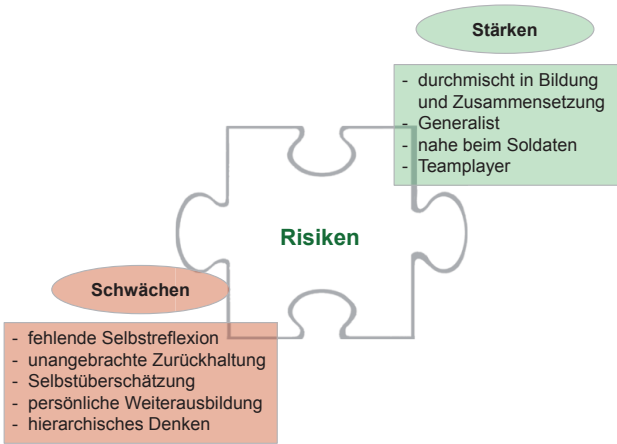 Stärken
- durchmischt in Bildung
und Zusammensetzung
- Generalist
- nahe beim Soldaten
- Teamplayer
Risiken
Schwächen
- fehlende Selbstreflexion
- unangebrachte Zurückhaltung
- Selbstüberschätzung
- persönliche Weiterausbildung
- hierarchisches Denken